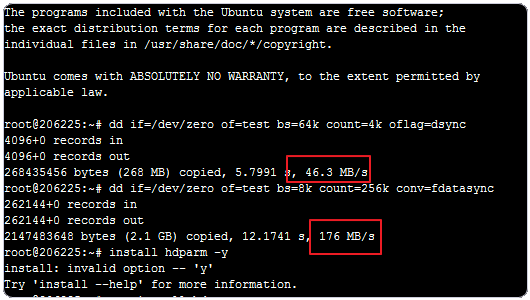 The programs included with the Ubuntu system are free software;
the exact distribution terms for each program are described in the
individual files in /usr/share/doc/*/copyright.
Ubuntu comes with ABSOLUTELY NO WARRANTY, to the extent permitted by
applicable law.
root@206225:~# dd if=/dev/zero of=test bs=64k count=4k oflag=dsync
4096+0 records in
4096+0 records out
268435456 bytes (268 MB) copied, 5.7991 s, 46.3 MB/s
root@206225:~# dd if=/dev/zero of=test bs=8k count=256k conv=fdatasync
262144+0 records in
262144+0 records out
2147483648 bytes (2.1 GB) copied, 12.1741 s, 176 MB/s
root@206225:~# install hdparm -y
install: invalid option -- 'y'
Try 'install --help' for more information.